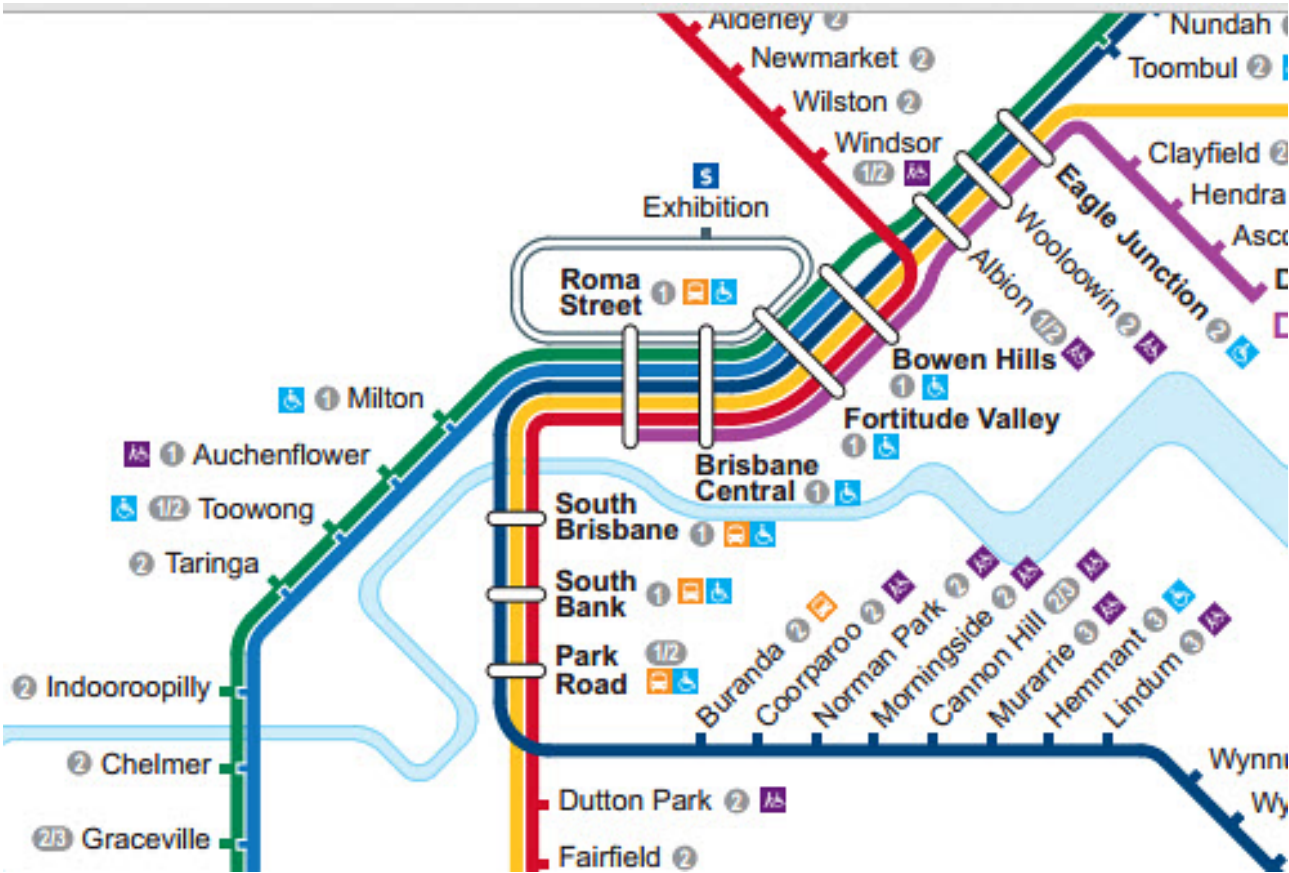 Alderley 2
Newmarket 2
Wilston 2
Windsor
1/2
Nundah
Toombul 2
Clayfield 2
Hendra
S
Exhibition
Roma
Street 1
Eagle Junction 2
Wooloowin 2
Albion 1/2
Bowen Hills
1
Fortitude Valley
1
Brisbane
Central 1
1 Milton
1 Auchenflower
1/2 Toowong
2 Taringa
South
Brisbane 1
South
Bank 1
Park
Road 1/2
Buranda 2
Coorparoo 2
Norman Park 2
Morningside 2
Cannon Hill 2/3
Murarrie 3
Hemmant 3
Lindum 3
2 Indooroopilly
2 Chelmer
2/3 Graceville
Dutton Park 2
Fairfield 2
Wy